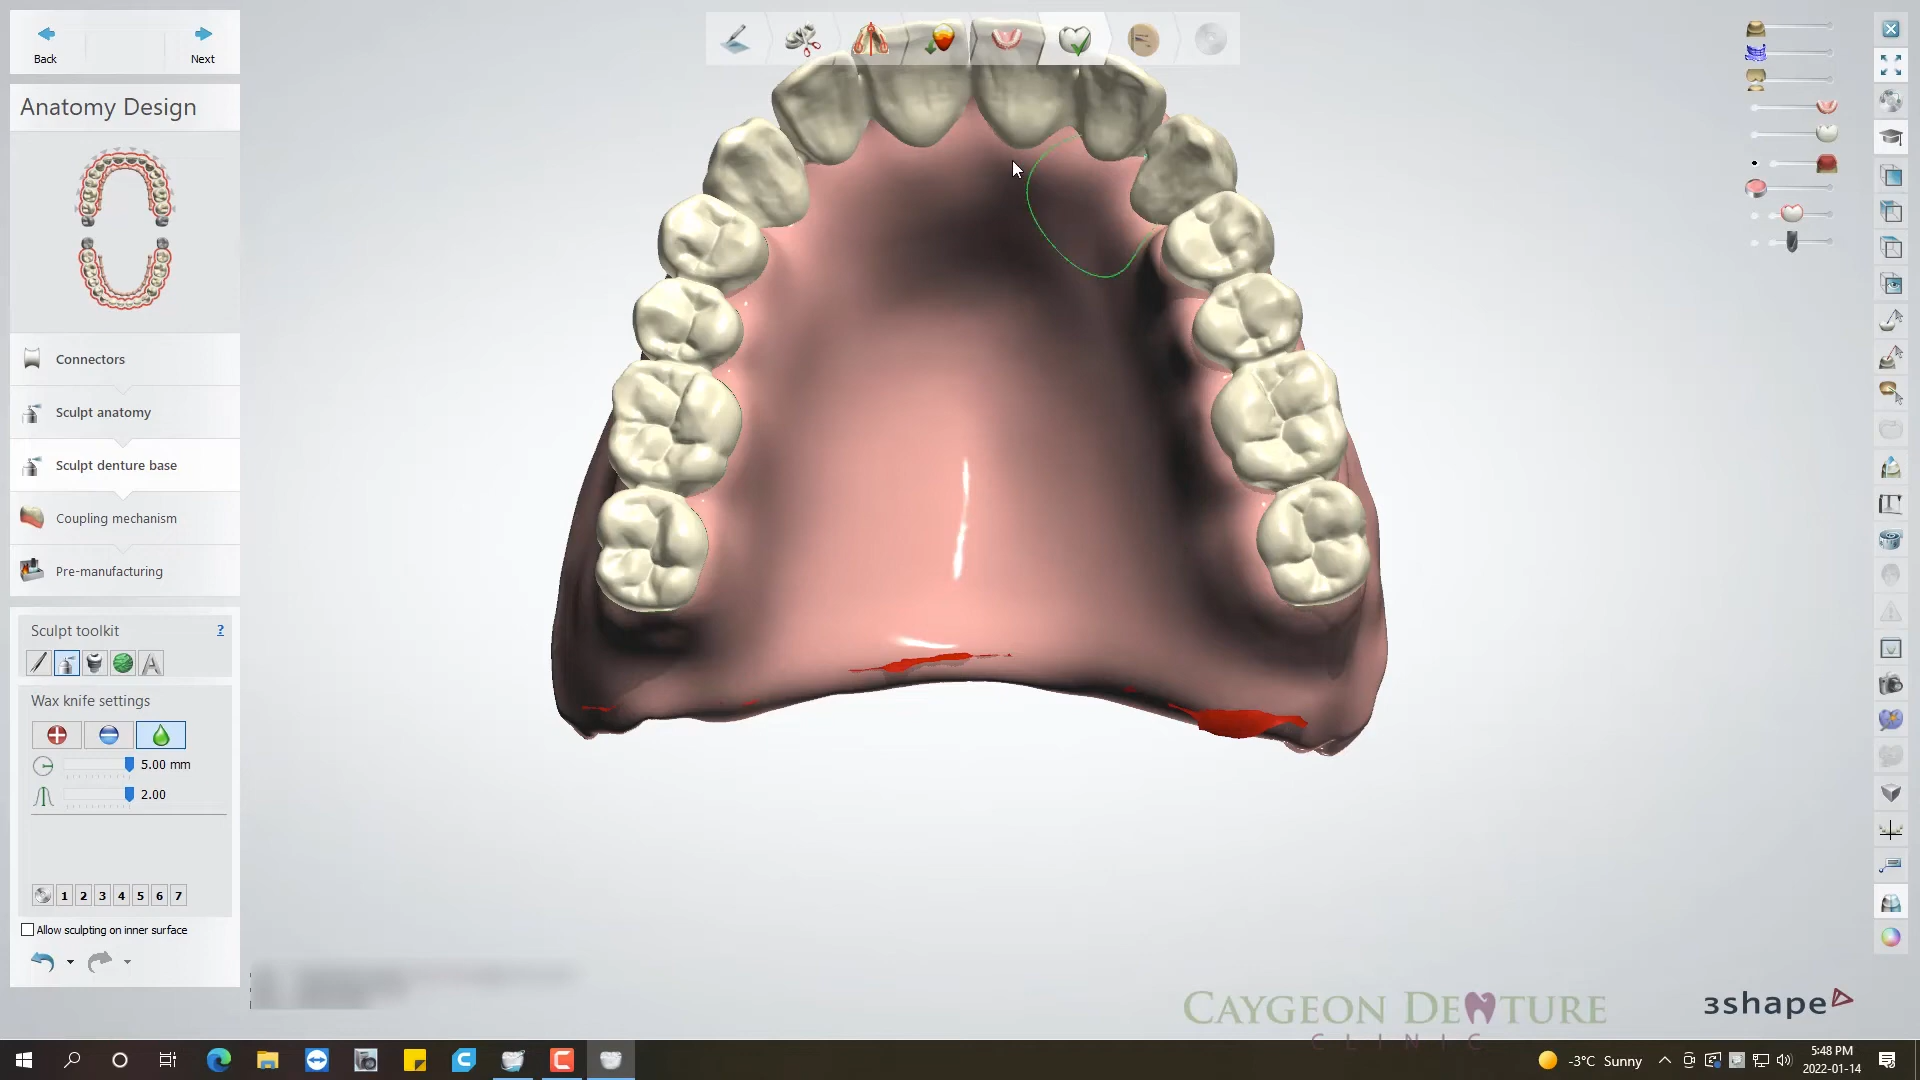 Back
Next
Anatomy Design
Connectors
Sculpt anatomy
Sculpt denture base
Coupling mechanism
Pre-manufacturing
Sculpt toolkit
?
A
Wax knife settings
5.00 mm
2.00
1 2 3 4 5 6 7
Allow sculpting on inner surface
CAYGEON DENTURE
CLINIC
3shape
-3°C Sunny
5:48 PM
2022-01-14